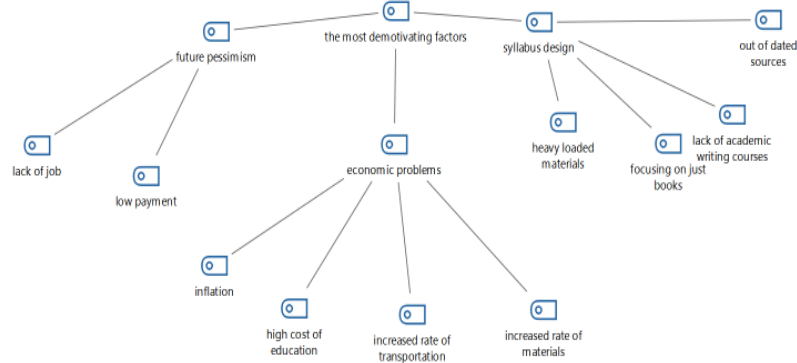 the most demotivating factors
future pessimism
syllabus design
out of dated
sources
lack of job
low payment
economic problems
heavy loaded
materials
focusing on just
books
lack of academic
writing courses
inflation
high cost of
education
increased rate of
transportation
increased rate of
materials